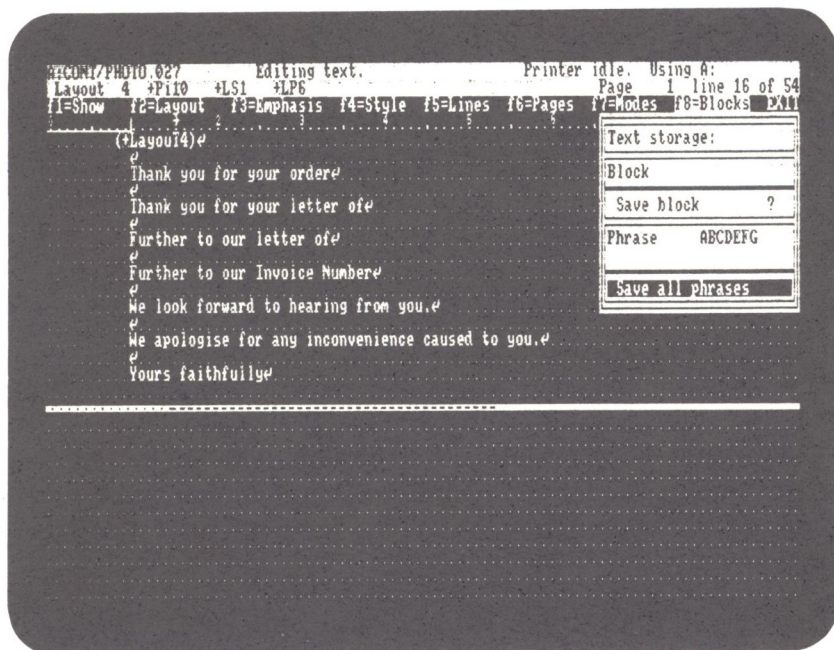 A:CONT/PHOTO.027 Editing text. Printer idle. Using A:
Layout 4 +Pi10 +LS1 +LP6 Page 1 line 16 of 54
f1=Show f2=Layout f3=Emphasis f4=Style f5=Lines f6=Pages f7=Modes f8=Blocks EXIT
(+Layout4)↵
↵
Thank you for your order↵
↵
Thank you for your letter of↵
↵
Further to our letter of↵
↵
Further to our Invoice Number↵
↵
We look forward to hearing from you.↵
↵
We apologise for any inconvenience caused to you.↵
↵
Yours faithfully↵
Text storage:
Block
Save block ?
Phrase ABCDEFG
Save all phrases